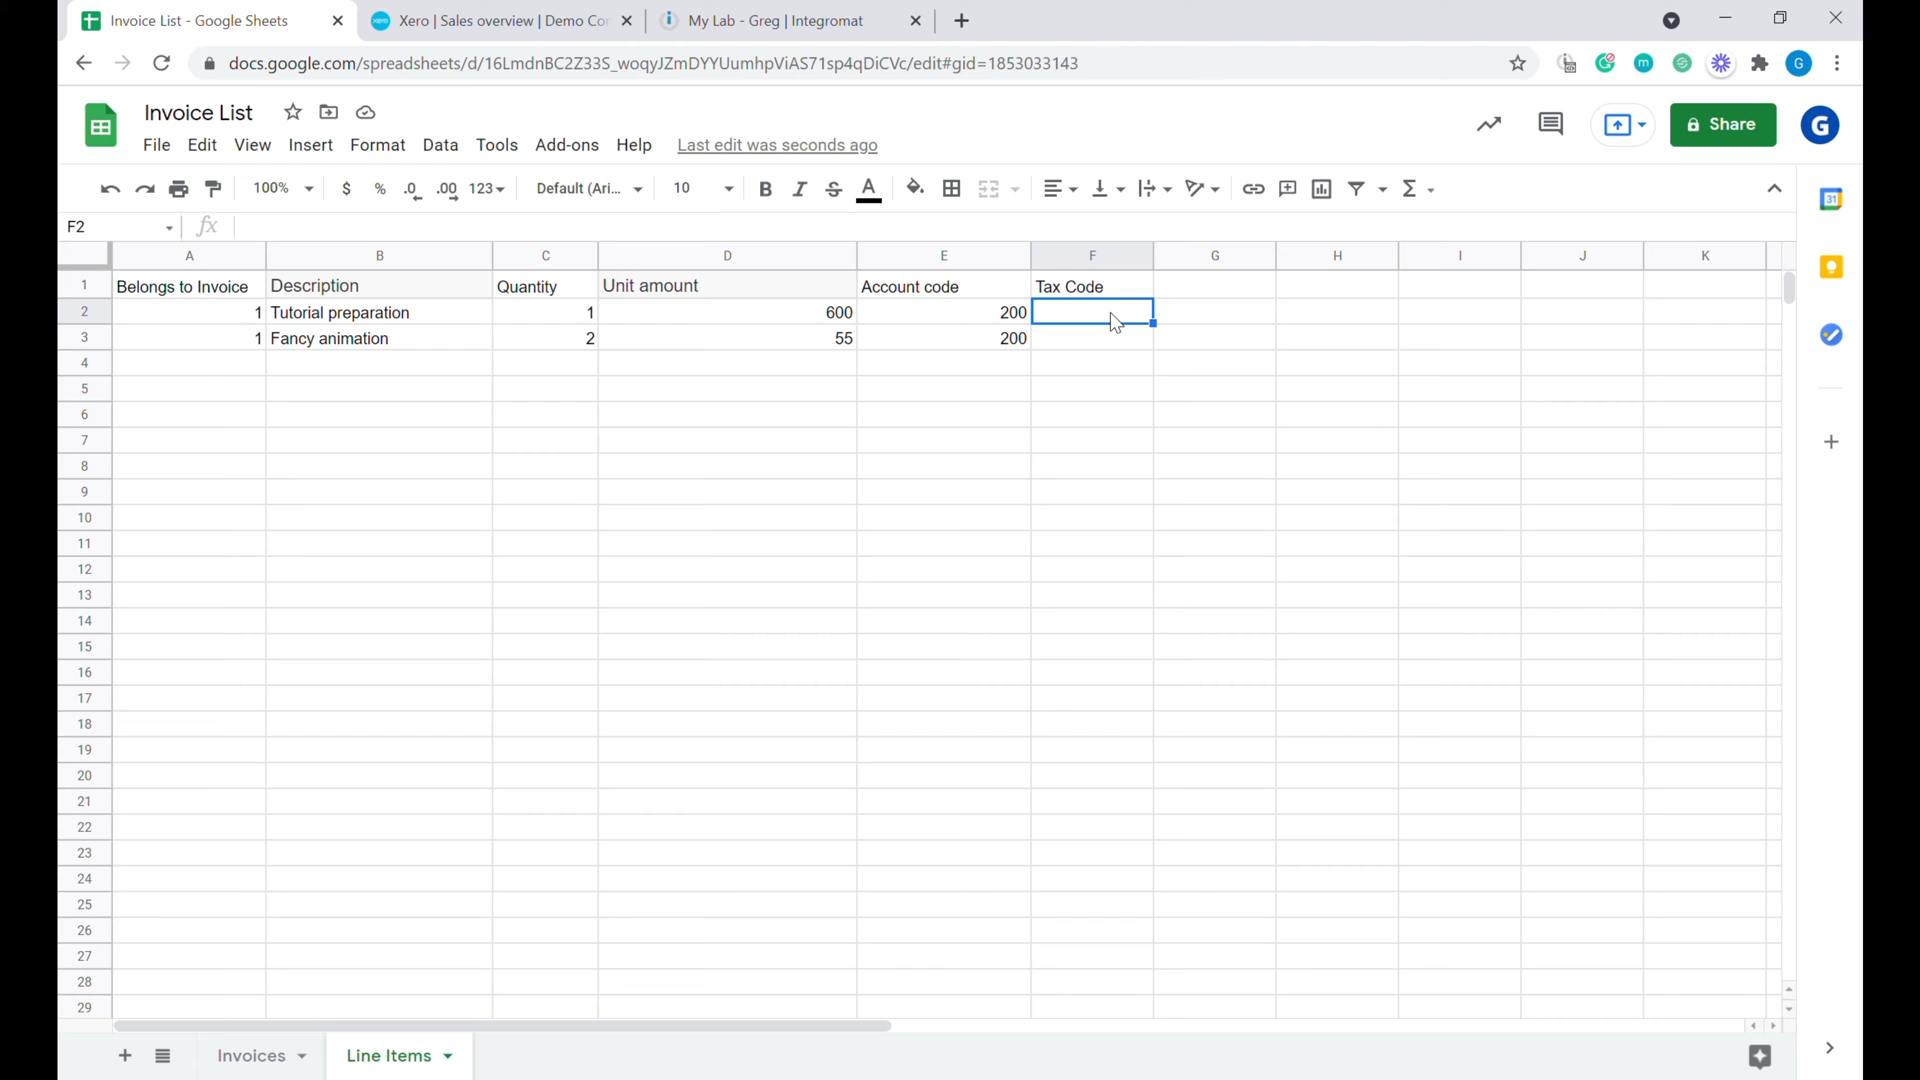 Invoice List - Google Sheets
Xero | Sales overview | Demo Co
My Lab - Greg | Integromat
docs.google.com/spreadsheets/d/16LmdnBC2Z33S_woqyJZmDYYUumhpViAS71sp4qDiCVc/edit#gid=1853033143
Invoice List
File Edit View Insert Format Data Tools Add-ons Help Last edit was seconds ago
Share
G
100% $ % .0 .00 123 Default (Ari... 10 B I S A
31
F2 fx
A B C D E F G H I J K
1 Belongs to Invoice Description Quantity Unit amount Account code Tax Code
2 1 Tutorial preparation 1 600 200
3 1 Fancy animation 2 55 200
4
5
6
7
8
9
10
11
12
13
14
15
16
17
18
19
20
21
22
23
24
25
26
27
28
29
Invoices Line Items